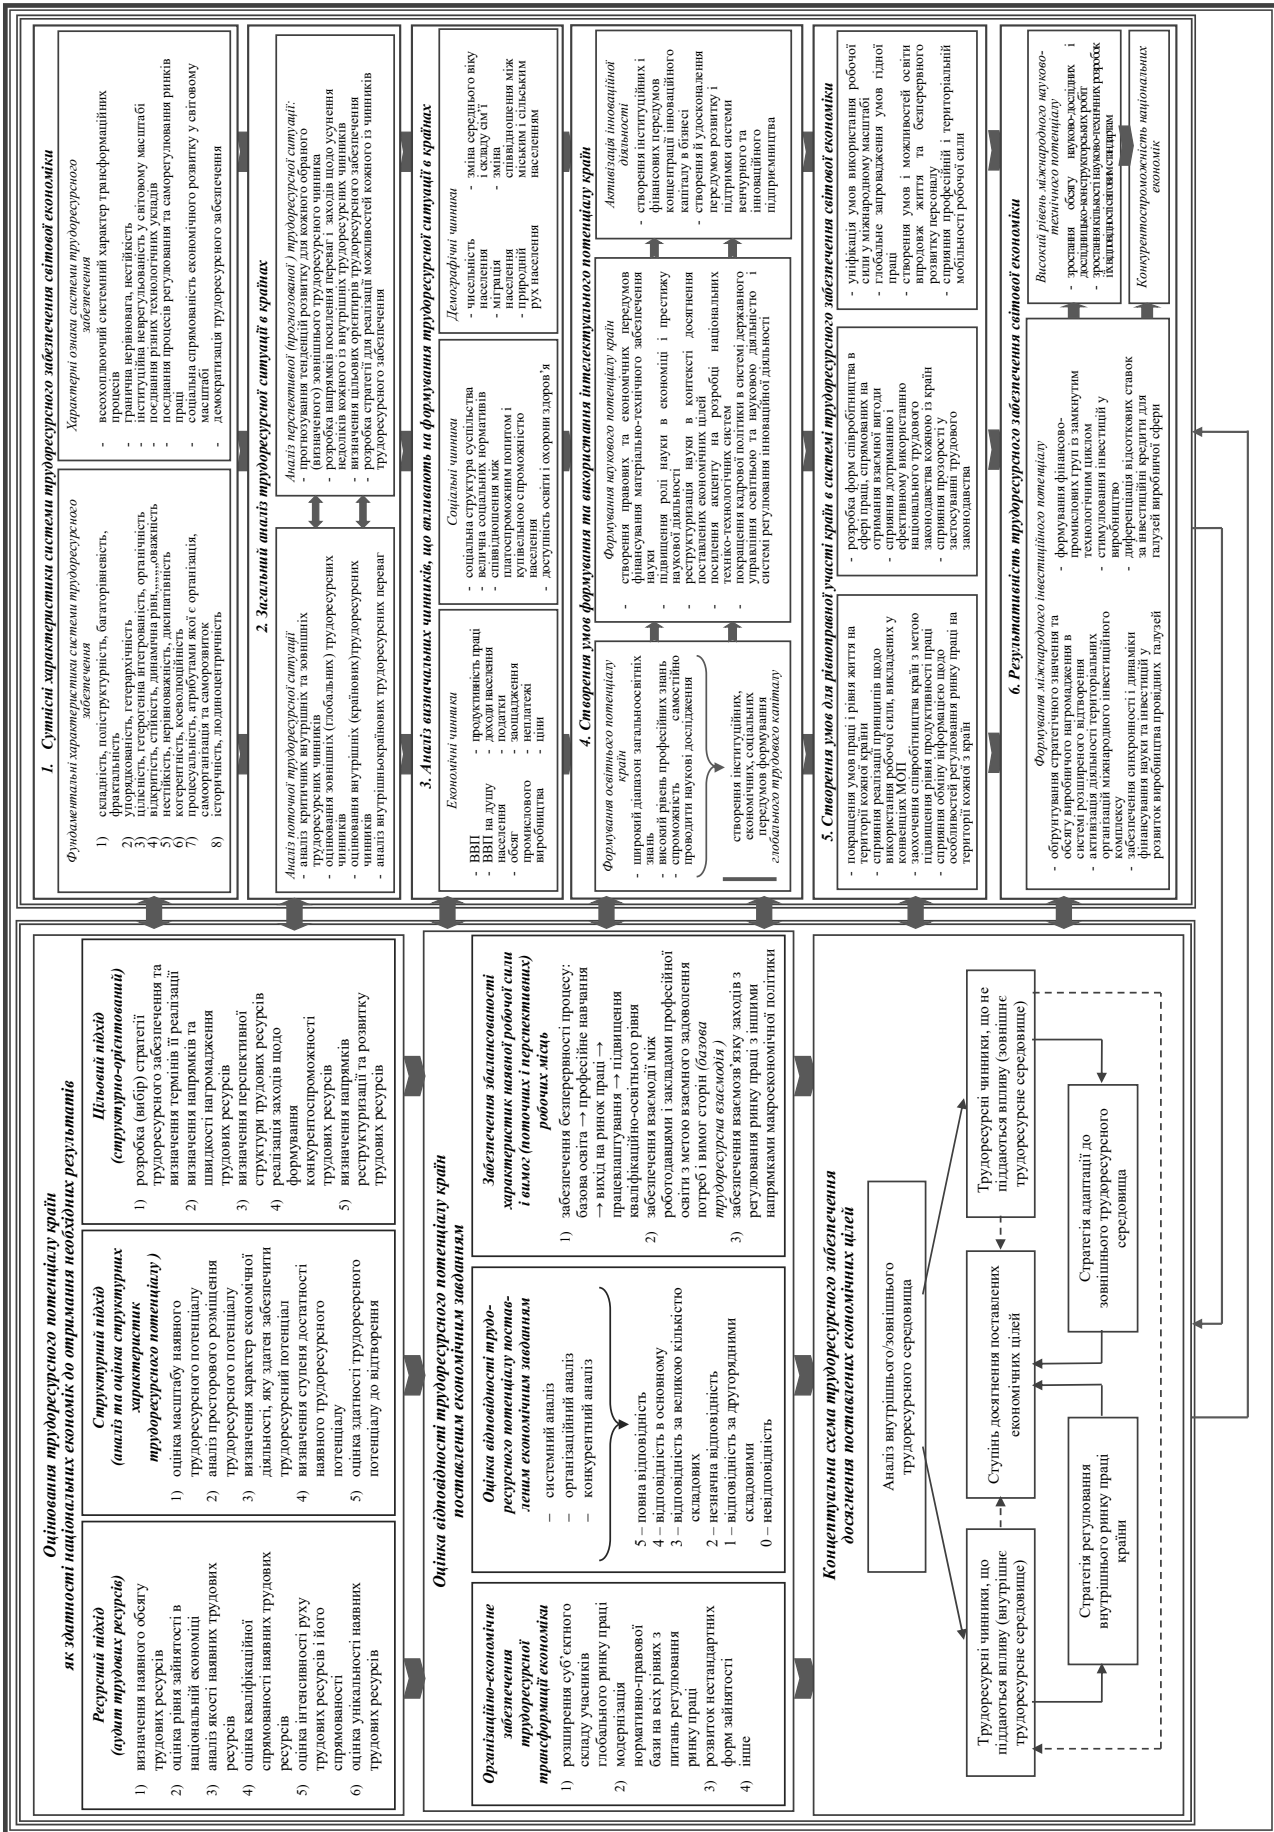 Оцінювання трудоресурсного потенціалу країн
як здатності національних економік до отримання необхідних результатів
Ресурсний підхід
(аудит трудових ресурсів)
1) визначення наявного обсягу
трудових ресурсів
2) оцінка рівня зайнятості в
національній економіці
3) аналіз якості наявних трудових
ресурсів
4) оцінка кваліфікаційної
спрямованості наявних трудових
ресурсів
5) оцінка інтенсивності руху
трудових ресурсів і його
спрямованості
6) оцінка унікальності наявних
трудових ресурсів
Структурний підхід
(аналіз та оцінка структурних
характеристик
трудоресурсного потенціалу )
1) оцінка масштабу наявного
трудоресурсного потенціалу
2) аналіз просторового розміщення
трудоресурсного потенціалу
3) визначення характер економічної
діяльності, яку здатен забезпечити
трудоресурсний потенціал
4) визначення ступеня достатності
наявного трудоресурсного
потенціалу
5) оцінка здатності трудоресрсного
потенціалу до відтворення
Цільовий підхід
(структурно-орієнтований)
1) розробка (вибір) стратегії
трудоресурсного забезпечення та
визначення термінів її реалізації
2) визначення напрямків та
швидкості нагромадження
трудових ресурсів
3) визначення перспективної
структури трудових ресурсів
4) реалізація заходів щодо
формування
конкурентоспроможності
трудових ресурсів
5) визначення напрямків
реструктуризації та розвитку
трудових ресурсів
Оцінка відповідності трудоресурсного потенціалу країн
поставленим економічним завданням
Організаційно-економічне
забезпечення
трудоресурсної
трансформації економіки
1) розширення суб’єктного
складу учасників
глобального ринку праці
2) модернізація
нормативно-правової
бази на всіх рівнях з
питань регулювання
ринку праці
3) розвиток нестандартних
форм зайнятості
4) інше
Оцінка відповідності трудо-
ресурсного потенціалу постав-
леним економічним завданням
– системний аналіз
– організаційний аналіз
– конкурентний аналіз
5 – повна відповідність
4 – відповідність в основному
3 – відповідність за великою кількістю
складових
2 – незначна відповідність
1 – відповідність за другорядними
складовими
0 – невідповідність
Забезпечення збалансованості
характеристик наявної робочої сили
і вимог (поточних і перспективних)
робочих місць
1) забезпечення безперервності процесу:
базова освіта → професійне навчання
→ вихід на ринок праці →
працевлаштування → підвищення
кваліфікаційно-освітнього рівня
2) забезпечення взаємодії між
роботодавцями і закладами професійної
освіти з метою взаємного задоволення
потреб і вимог сторін (базова
трудоресурсна взаємодія )
3) забезпечення взаємозв’язку заходів з
регулювання ринку праці з іншими
напрямками макроекономічної політики
Концептуальна схема трудоресурсного забезпечення
досягнення поставлених економічних цілей
Аналіз внутрішнього/зовнішнього
трудоресурсного середовища
Трудоресурсні чинники, що
піддаються впливу (внутрішнє
трудоресурсне середовище)
Ступінь досягнення поставлених
економічних цілей
Трудоресурсні чинники, що не
піддаються впливу (зовнішнє
трудоресурсне середовище)
Стратегія регулювання
внутрішнього ринку праці
країни
Стратегія адаптації до
зовнішнього трудоресурсного
середовища
1. Сутнісні характеристики системи трудоресурсного забезпечення світової економіки
Фундаментальні характеристики системи трудоресурсного
забезпечення
1) складність, поліструктурність, багаторівневість,
фрактальність
2) упорядкованість, гетерархічність
3) цілісність, гетерогенна інтегрованість, органічність
4) відкритість, стійкість, динамічна рівн,,,,,,,оважність
5) нестійкість, нерівноважність, дисипативність
6) когерентність, коеволюційність
7) процесуальність, атрибутами якої є організація,
самоорганізація та саморозвиток
8) історичність, людиноцентричність
Характерні ознаки системи трудоресурсного
забезпечення
- всеохоплюючий системний характер трансформаційних
процесів
- гранична нерівновага, нестійкість
- інституційна неврегульованість у світовому масштабі
- поєднання різних технологічних укладів
- поєднання процесів регулювання та саморегулювання ринків
праці
- соціальна спрямованість економічного розвитку у світовому
масштабі
- демократизація трудоресурсного забезпечення
2. Загальний аналіз трудоресурсної ситуації в країнах
Аналіз поточної трудоресурсної ситуації
- аналіз критичних внутрішніх та зовнішніх
трудоресурсних чинників
- оцінювання зовнішніх (глобальних) трудоресурсних
чинників
- оцінювання внутрішніх (країнових)трудоресурсних
чинників
- аналіз внутрішньокраїнових трудоресурсних переваг
Аналіз перспективної (прогнозованої ) трудоресурсної ситуації:
- прогнозування тенденцій розвитку для кожного обраного
(визначеного) зовнішнього трудоресурсного чинника
- розробка напрямків посилення переваг і заходів щодо усунення
недоліків кожного із внутрішніх трудоресурсних чинників
- визначення цільових орієнтирів трудоресурсного забезпечення
- розробка стратегії для реалізації можливостей кожного із чинників
трудоресурсного забезпечення
3. Аналіз визначальних чинників, що впливають на формування трудоресурсної ситуації в країнах
Економічні чинники
- ВВП
- ВВП на душу
населення
- обсяг
промислового
виробництва
- продуктивність праці
- доходи населення
- податки
- заощадження
- неплатежі
- ціни
Соціальні чинники
- соціальна структура суспільства
- величина соціальних нормативів
- співвідношення між
платоспроможним попитом і
купівельною спроможністю
населення
- доступність освіти і охорони здоров’я
Демографічні чинники
- чисельність
населення
- міграція
населення
- природній
рух населення
- зміна середнього віку
і складу сім’ї
- зміна
співвідношення між
міським і сільським
населенням
4. Створення умов формування та використання інтелектуального потенціалу країн
Формування освітнього потенціалу
країн
- широкий діапазон загальноосвітніх
знань
- високий рівень професійних знань
- спроможність самостійно
проводити наукові дослідження
створення інституційних,
економічних, соціальних
передумов формування
глобального трудового капіталу
Формування наукового потенціалу країн
- створення правових та економічних передумов
фінансування матеріально-технічного забезпечення
науки
- підвищення ролі науки в економіці і престижу
наукової діяльності
- реструктуризація науки в контексті досягнення
поставлених економічних цілей
- посилення акценту на розробці національних
техніко-технологічних систем
- покращення кадрової політики в системі державного
управління освітньою та науковою діяльністю і
системі регулювання інноваційної діяльності
Активізація інноваційної
діяльності
- створення інституційних і
фінансових передумов
концентрації інноваційного
капіталу в бізнесі
- створення й удосконалення
передумов розвитку і
підтримки системи
венчурного та
інноваційного
підприємництва
5. Створення умов для рівноправної участі країн в системі трудоресурсного забезпечення світової економіки
- покращення умов праці і рівня життя на
території кожної країни
- сприяння реалізації принципів щодо
використання робочої сили, викладених у
конвенціях МОП
- заохочення співробітництва країн з метою
підвищення рівня продуктивності праці
- сприяння обміну інформацією щодо
особливостей регулювання ринку праці на
території кожної з країн
- розробка форм співробітництва в
сфері праці, спрямованих на
отримання взаємної вигоди
- сприяння дотриманню і
ефективному використанню
національного трудового
законодавства кожною із країн
- сприяння прозорості у
застосуванні трудового
законодавства
- уніфікація умов використання робочої
сили у міжнародному масштабі
- глобальне запровадження умов гідної
праці
- створення умов і можливостей освіти
впродовж життя та безперервного
розвитку персоналу
- сприяння професійній і територіальній
мобільності робочої сили
6. Результативність трудоресурсного забезпечення світової економіки
Формування міжнародного інвестиційного потенціалу
- обґрунтування стратегічного значення та
обсягу виробничого нагромадження в
системі розширеного відтворення
- активізація діяльності територіальних
організацій міжнародного інвестиційного
комплексу
- забезпечення синхронності і динаміки
фінансування науки та інвестицій у
розвиток виробництва провідних галузей
- формування фінансово-
промислових груп із замкнутим
технологічним циклом
- стимулювання інвестицій у
виробництво
- диференціація відсоткових ставок
за інвестиційні кредити для
галузей виробничої сфери
Високий рівень міжнародного науково-
технічного потенціалу
- зростання обсягу науково-дослідних і
дослідницько-конструкторських робіт
- зростання кількості науково-технічних розробок
і їх відповідності світовим стандартам
Конкурентоспроможність національних
економік